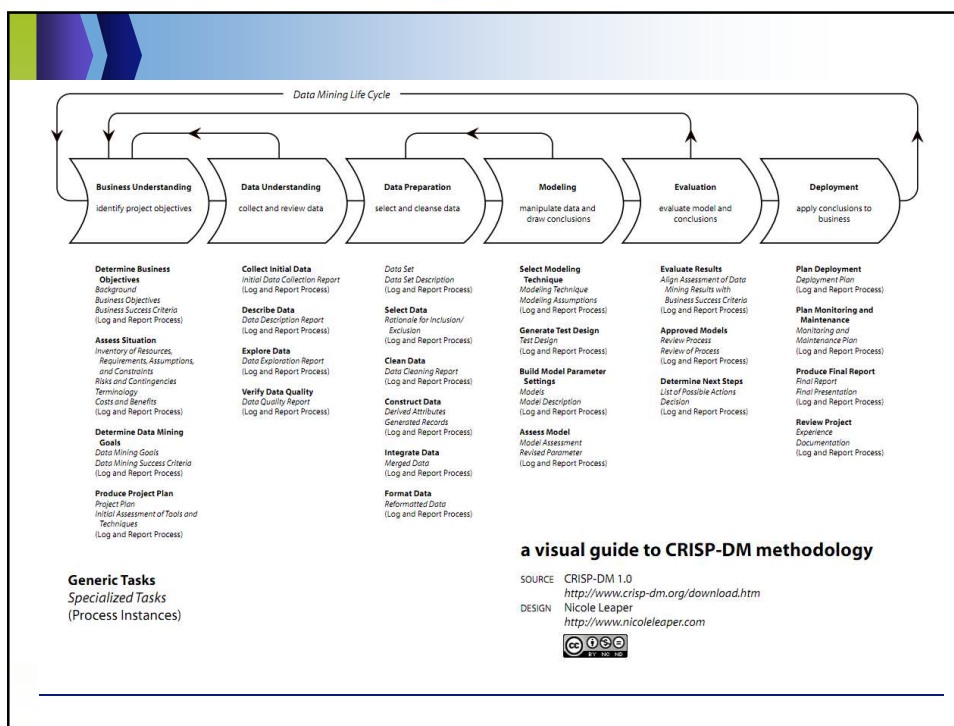 Data Mining Life Cycle
Business Understanding
identify project objectives
Data Understanding
collect and review data
Data Preparation
select and cleanse data
Modeling
manipulate data and
draw conclusions
Evaluation
evaluate model and
conclusions
Deployment
apply conclusions to
business
Determine Business
Objectives
Background
Business Objectives
Business Success Criteria
(Log and Report Process)
Assess Situation
Inventory of Resources,
Requirements, Assumptions,
and Constraints
Risks and Contingencies
Terminology
Costs and Benefits
(Log and Report Process)
Determine Data Mining
Goals
Data Mining Goals
Data Mining Success Criteria
(Log and Report Process)
Produce Project Plan
Project Plan
Initial Assessment of Tools and
Techniques
(Log and Report Process)
Collect Initial Data
Initial Data Collection Report
(Log and Report Process)
Describe Data
Data Description Report
(Log and Report Process)
Explore Data
Data Exploration Report
(Log and Report Process)
Verify Data Quality
Data Quality Report
(Log and Report Process)
Data Set
Data Set Description
(Log and Report Process)
Select Data
Rationale for Inclusion/
Exclusion
(Log and Report Process)
Clean Data
Data Cleaning Report
(Log and Report Process)
Construct Data
Derived Attributes
Generated Records
(Log and Report Process)
Integrate Data
Merged Data
(Log and Report Process)
Format Data
Reformatted Data
(Log and Report Process)
Select Modeling
Technique
Modeling Technique
Modeling Assumptions
(Log and Report Process)
Generate Test Design
Test Design
(Log and Report Process)
Build Model Parameter
Settings
Models
Model Description
(Log and Report Process)
Assess Model
Model Assessment
Revised Parameter
(Log and Report Process)
Evaluate Results
Align Assessment of Data
Mining Results with
Business Success Criteria
(Log and Report Process)
Approved Models
Review Process
Review of Process
(Log and Report Process)
Determine Next Steps
List of Possible Actions
Decision
(Log and Report Process)
Plan Deployment
Deployment Plan
(Log and Report Process)
Plan Monitoring and
Maintenance
Monitoring and
Maintenance Plan
(Log and Report Process)
Produce Final Report
Final Report
Final Presentation
(Log and Report Process)
Review Project
Experience
Documentation
(Log and Report Process)
Generic Tasks
Specialized Tasks
(Process Instances)
a visual guide to CRISP-DM methodology
SOURCE CRISP-DM 1.0
http://www.crisp-dm.org/download.htm
DESIGN Nicole Leaper
http://www.nicoleleaper.com
cc
BY NC ND